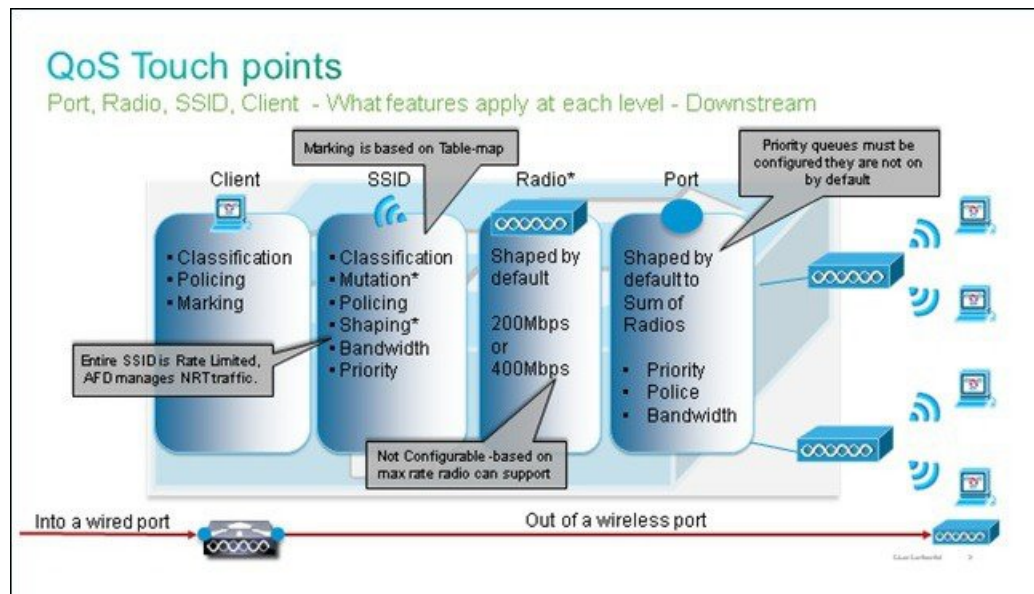 QoS Touch points
Port, Radio, SSID, Client - What features apply at each level - Downstream
Marking is based on Table-map
Priority queues must be
configured they are not on
by default
Client
SSID
Radio*
Port
▪ Classification
▪ Policing
▪ Marking
▪ Classification
▪ Mutation*
▪ Policing
▪ Shaping*
▪ Bandwidth
▪ Priority
Shaped by
default
200Mbps
or
400Mbps
Shaped by
default to
Sum of
Radios
• Priority
• Police
• Bandwidth
Entire SSID is Rate Limited,
AFD manages NRT traffic.
Not Configurable -based on
max rate radio can support
Into a wired port
Out of a wireless port
Cisco Confidential